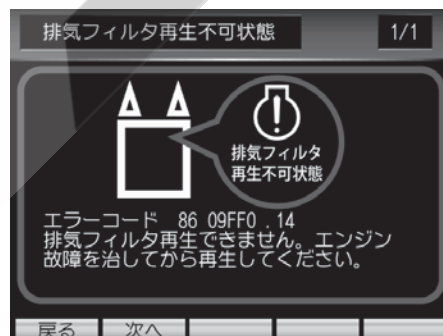 排気フィルタ再生不可状態
1/1
排気フィルタ
再生不可状態
エラーコード 86 09FF0 .14
排気フィルタ再生できません。エンジン
故障を治してから再生してください。
戻る
次へ